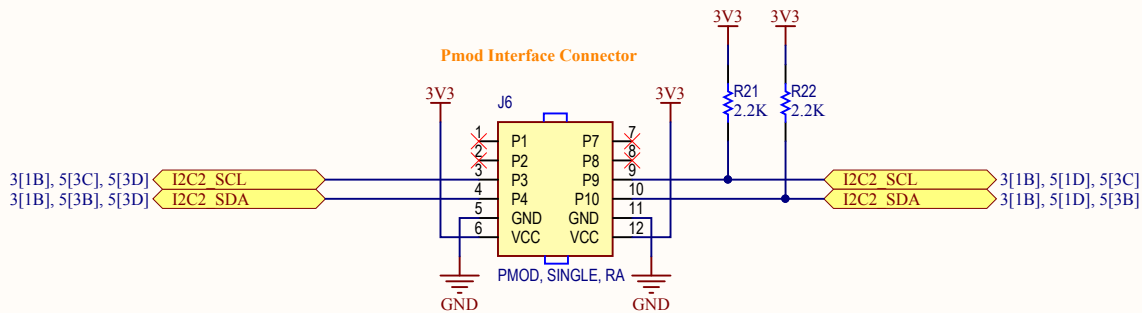 3V3 3V3
Pmod Interface Connector
3V3 J6 3V3 R21 R22
2.2K 2.2K
1 P1 P7 7
2 P2 P8 8
3[1B], 5[3C], 5[3D] I2C2_SCL 3 P3 P9 9 I2C2_SCL 3[1B], 5[1D], 5[3C]
3[1B], 5[3B], 5[3D] I2C2_SDA 4 P4 P10 10 I2C2_SDA 3[1B], 5[1D], 5[3B]
5 GND GND 11
6 VCC VCC 12
PMOD, SINGLE, RA
GND GND